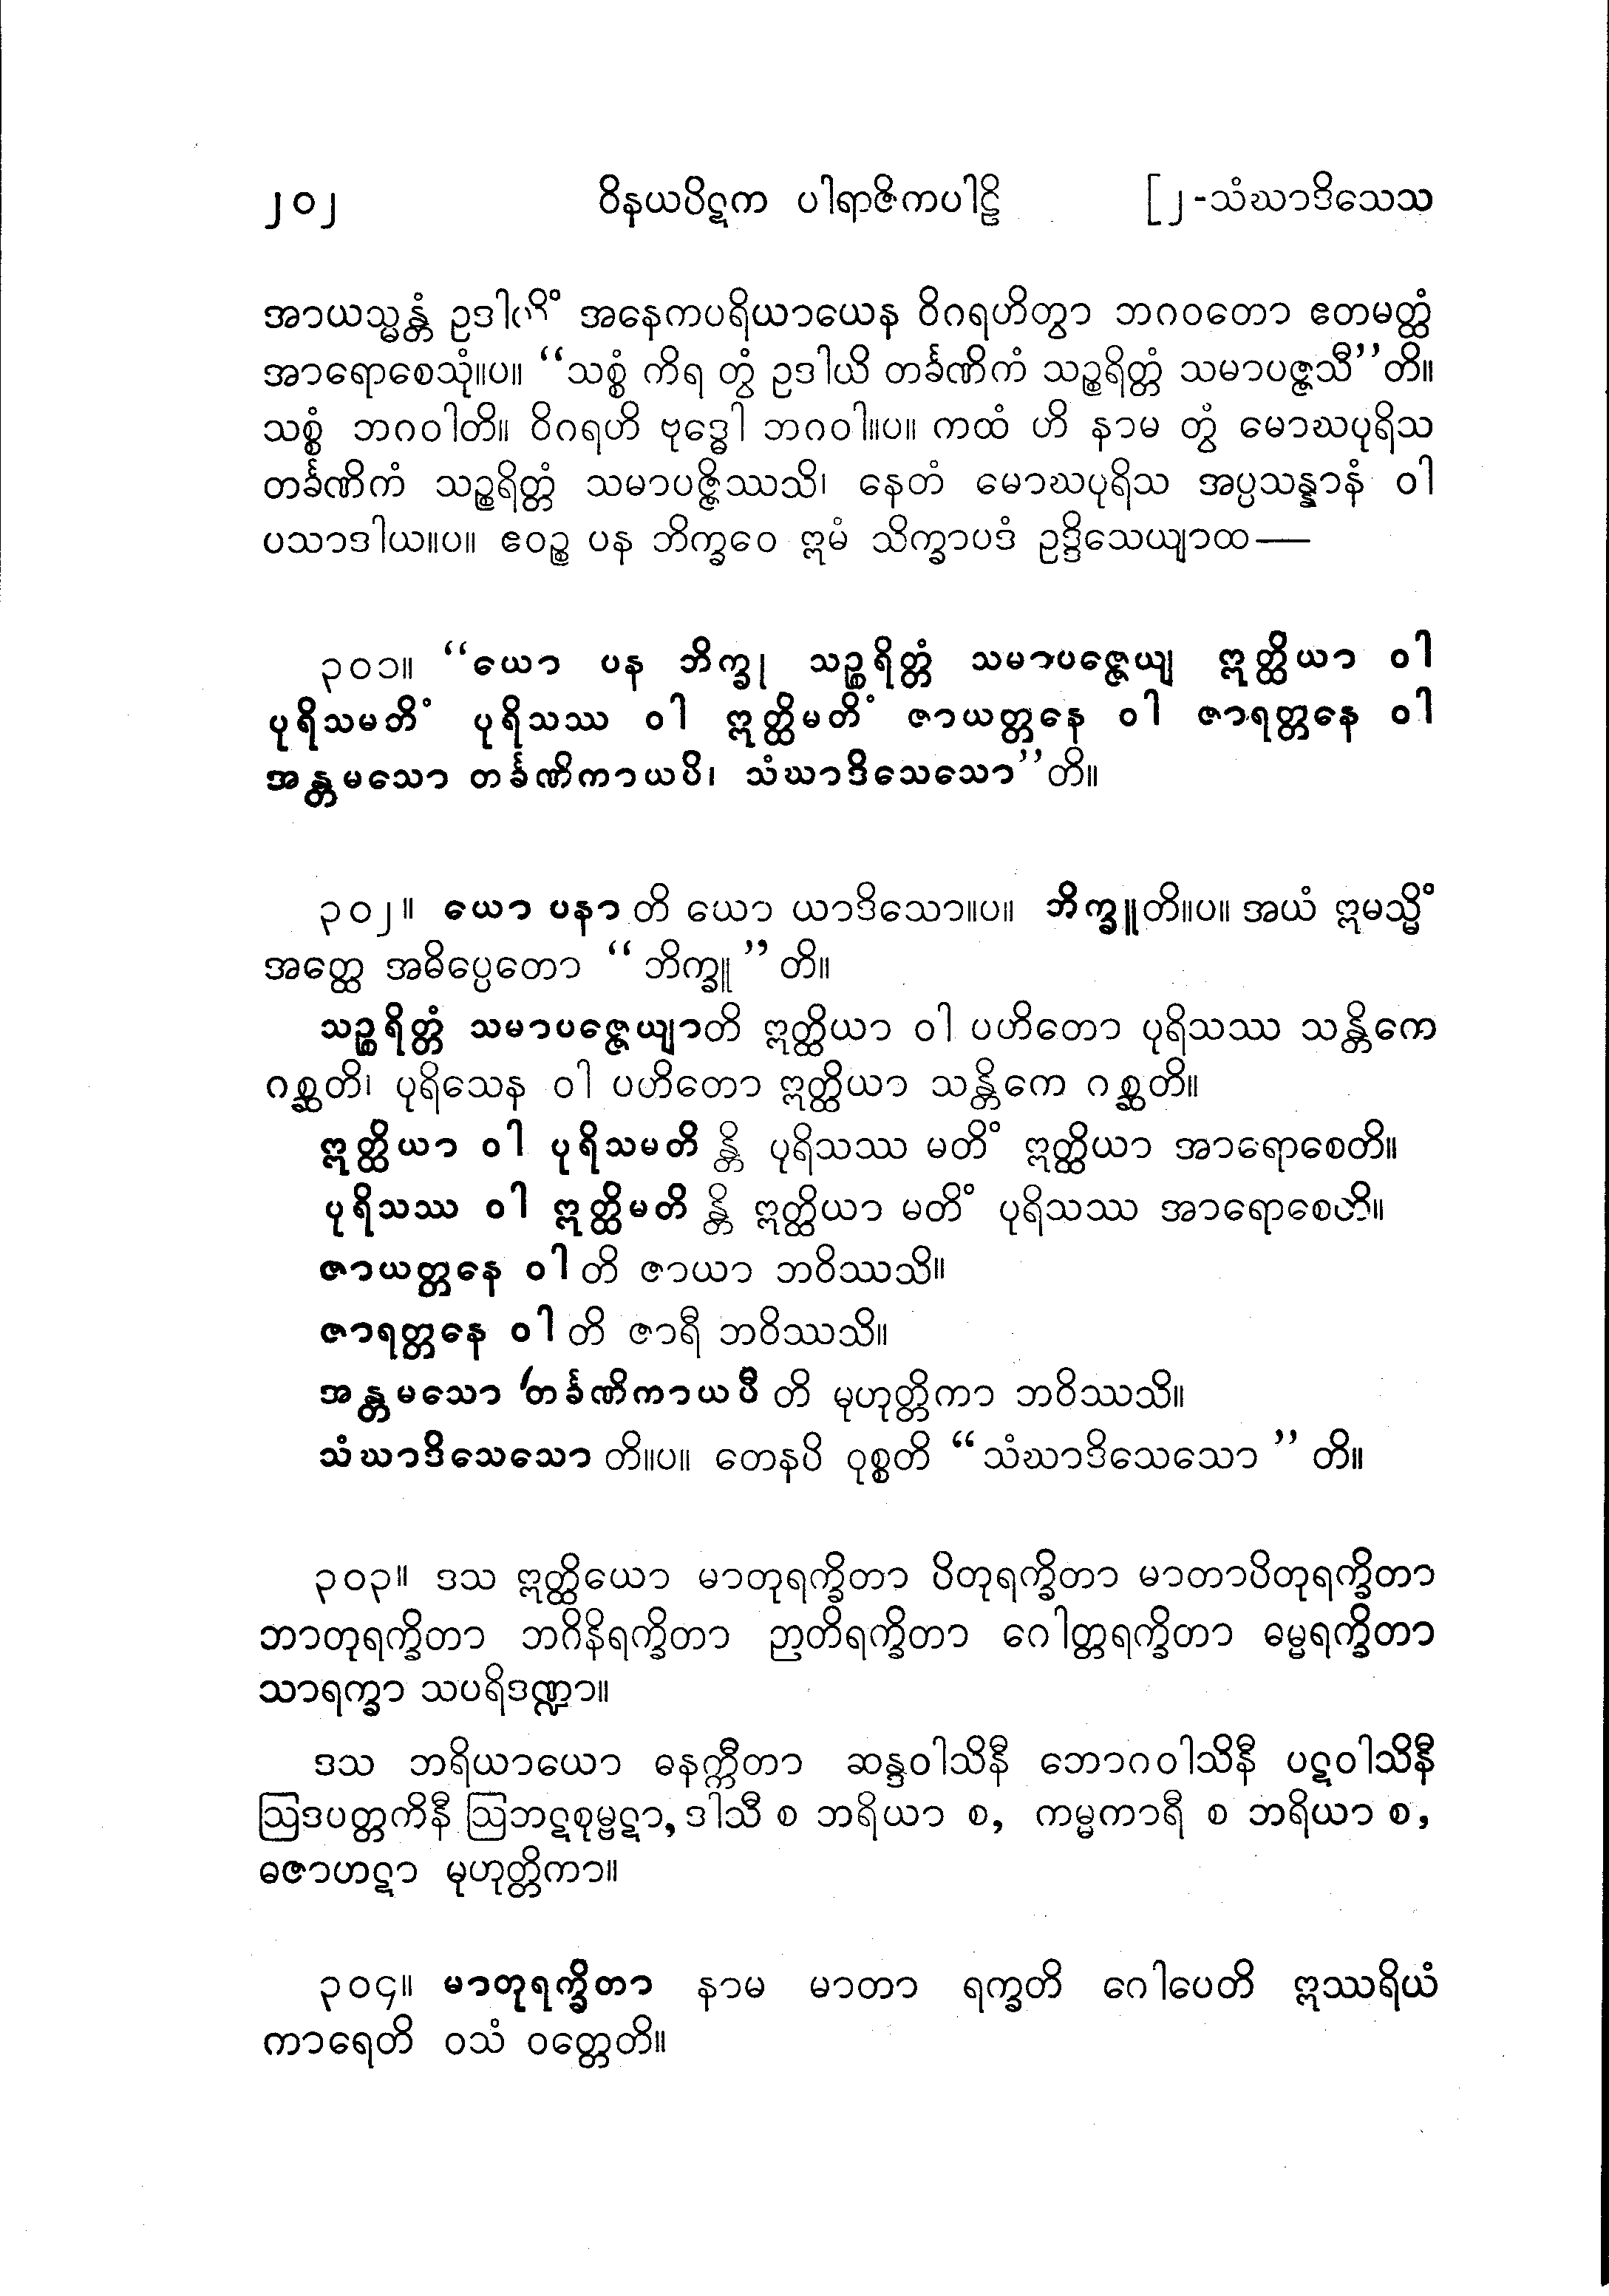 ၂၀၂ ဝိနယပိဋက ပါရာဇိကပါဠိ [၂-သံဃာဒိသေသ
အာယသ္မန္တံ ဥဒါယိံ အနေကပရိယာယေန ဝိဂရဟိတွာ ဘဂဝတော ဧတမတ္ထံ
အာရောစေသုံ။ပ။ “သစ္စံ ကိရ တွံ ဥဒါယိ တင်္ခဏိကံ သဉ္စရိတ္တံ သမာပဇ္ဇသီ”တိ။
သစ္စံ ဘဂဝါတိ။ ဝိဂရဟိ ဗုဒ္ဓေါ ဘဂဝါ။ပ။ ကထံ ဟိ နာမ တွံ မောဃပုရိသ
တင်္ခဏိကံ သဉ္စရိတ္တံ သမာပဇ္ဇိဿသိ၊ နေတံ မောဃပုရိသ အပ္ပသန္နာနံ ဝါ
ပသာဒါယ။ပ။ ဧဝဉ္စ ပန ဘိက္ခဝေ ဣမံ သိက္ခာပဒံ ဥဒ္ဒိသေယျာထ—
၃၀၁။ “ယော ပန ဘိက္ခု သဉ္စရိတ္တံ သမာပဇ္ဇေယျ ဣတ္ထိယာ ဝါ
ပုရိသမတိံ ပုရိသဿ ဝါ ဣတ္ထိမတိံ ဇာယတ္တနေ ဝါ ဇာရတ္တနေ ဝါ
အန္တမသော တင်္ခဏိကာယပိ၊ သံဃာဒိသေသော”တိ။
၃၀၂။ ယော ပနာ တိ ယော ယာဒိသော။ပ။ ဘိက္ခူတိ။ပ။ အယံ ဣမသ္မိံ
အတ္ထေ အဓိပ္ပေတော “ ဘိက္ခူ ” တိ။
သဉ္စရိတ္တံ သမာပဇ္ဇေယျာတိ ဣတ္ထိယာ ဝါ ပဟိတော ပုရိသဿ သန္တိကေ
ဂစ္ဆတိ၊ ပုရိသေန ဝါ ပဟိတော ဣတ္ထိယာ သန္တိကေ ဂစ္ဆတိ။
ဣတ္ထိယာ ဝါ ပုရိသမတိ န္တိ ပုရိသဿ မတိံ ဣတ္ထိယာ အာရောစေတိ။
ပုရိသဿ ဝါ ဣတ္ထိမတိ န္တိ ဣတ္ထိယာ မတိံ ပုရိသဿ အာရောစေတိ။
ဇာယတ္တနေ ဝါ တိ ဇာယာ ဘဝိဿသိ။
ဇာရတ္တနေ ဝါ တိ ဇာရီ ဘဝိဿသိ။
အန္တမသော တင်္ခဏိကာယပီ တိ မုဟုတ္တိကာ ဘဝိဿသိ။
သံဃာဒိသေသော တိ။ပ။ တေနပိ ဝုစ္စတိ “သံဃာဒိသေသော ” တိ။
၃၀၃။ ဒသ ဣတ္ထိယော မာတုရက္ခိတာ ပိတုရက္ခိတာ မာတာပိတုရက္ခိတာ
ဘာတုရက္ခိတာ ဘဂိနိရက္ခိတာ ဉာတိရက္ခိတာ ဂေါတ္တရက္ခိတာ ဓမ္မရက္ခိတာ
သာရက္ခာ သပရိဒဏ္ဍာ။
ဒသ ဘရိယာယော ဓနက္ကီတာ ဆန္ဒဝါသိနီ ဘောဂဝါသိနီ ပဋဝါသိနီ
ဩဒပတ္တကိနီ ဩဘဋစုမ္ဗဋာ, ဒါသီ စ ဘရိယာ စ, ကမ္မကာရီ စ ဘရိယာ စ,
ဓဇာဟဋာ မုဟုတ္တိကာ။
၃၀၄။ မာတုရက္ခိတာ နာမ မာတာ ရက္ခတိ ဂေါပေတိ ဣဿရိယံ
ကာရေတိ ဝသံ ဝတ္တေတိ။